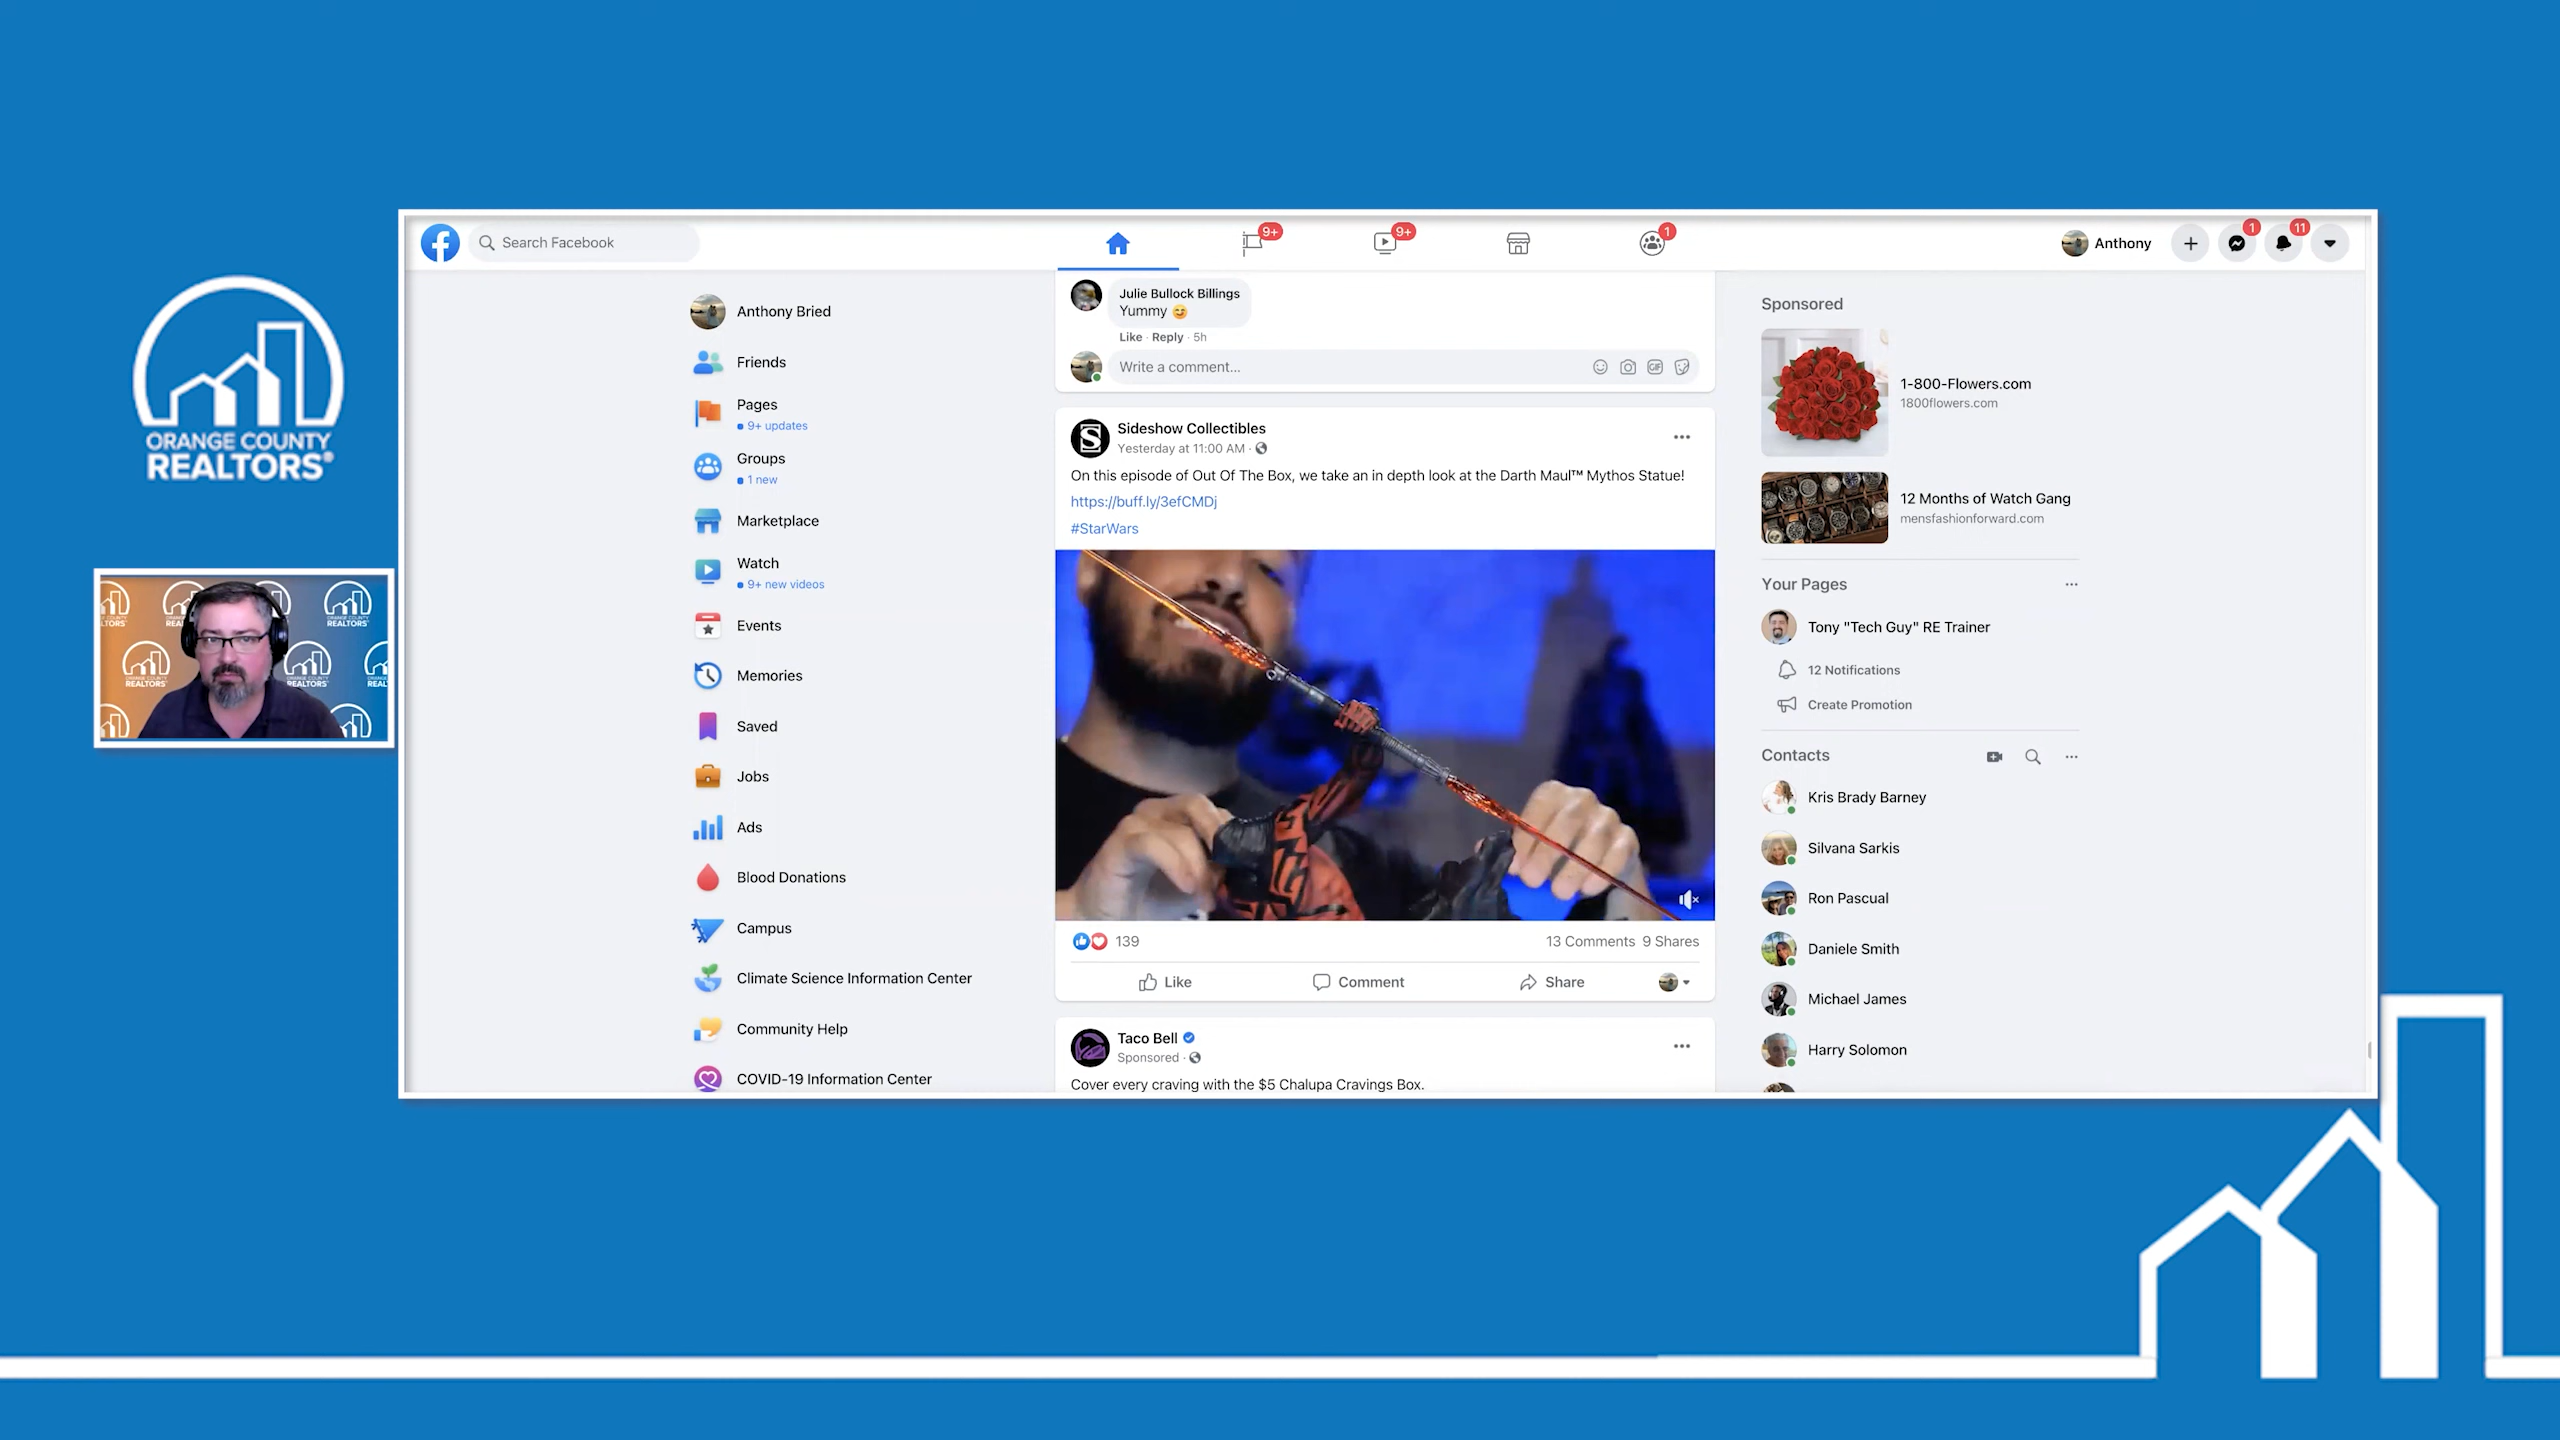 ORANGE COUNTY
REALTORS®
Search Facebook
9+
9+
1
Anthony
1
11
Anthony Bried
Friends
Pages
9+ updates
Groups
1 new
Marketplace
Watch
9+ new videos
Events
Memories
Saved
Jobs
Ads
Blood Donations
Campus
Climate Science Information Center
Community Help
COVID-19 Information Center
Julie Bullock Billings
Yummy
Like · Reply · 5h
Write a comment...
GIF
Sideshow Collectibles
Yesterday at 11:00 AM ·
On this episode of Out Of The Box, we take an in depth look at the Darth Maul™ Mythos Statue!
https://buff.ly/3efCMDj
#StarWars
139
13 Comments 9 Shares
Like
Comment
Share
Taco Bell
Sponsored ·
Cover every craving with the $5 Chalupa Cravings Box.
Sponsored
1-800-Flowers.com
1800flowers.com
12 Months of Watch Gang
mensfashionforward.com
Your Pages
Tony "Tech Guy" RE Trainer
12 Notifications
Create Promotion
Contacts
Kris Brady Barney
Silvana Sarkis
Ron Pascual
Daniele Smith
Michael James
Harry Solomon